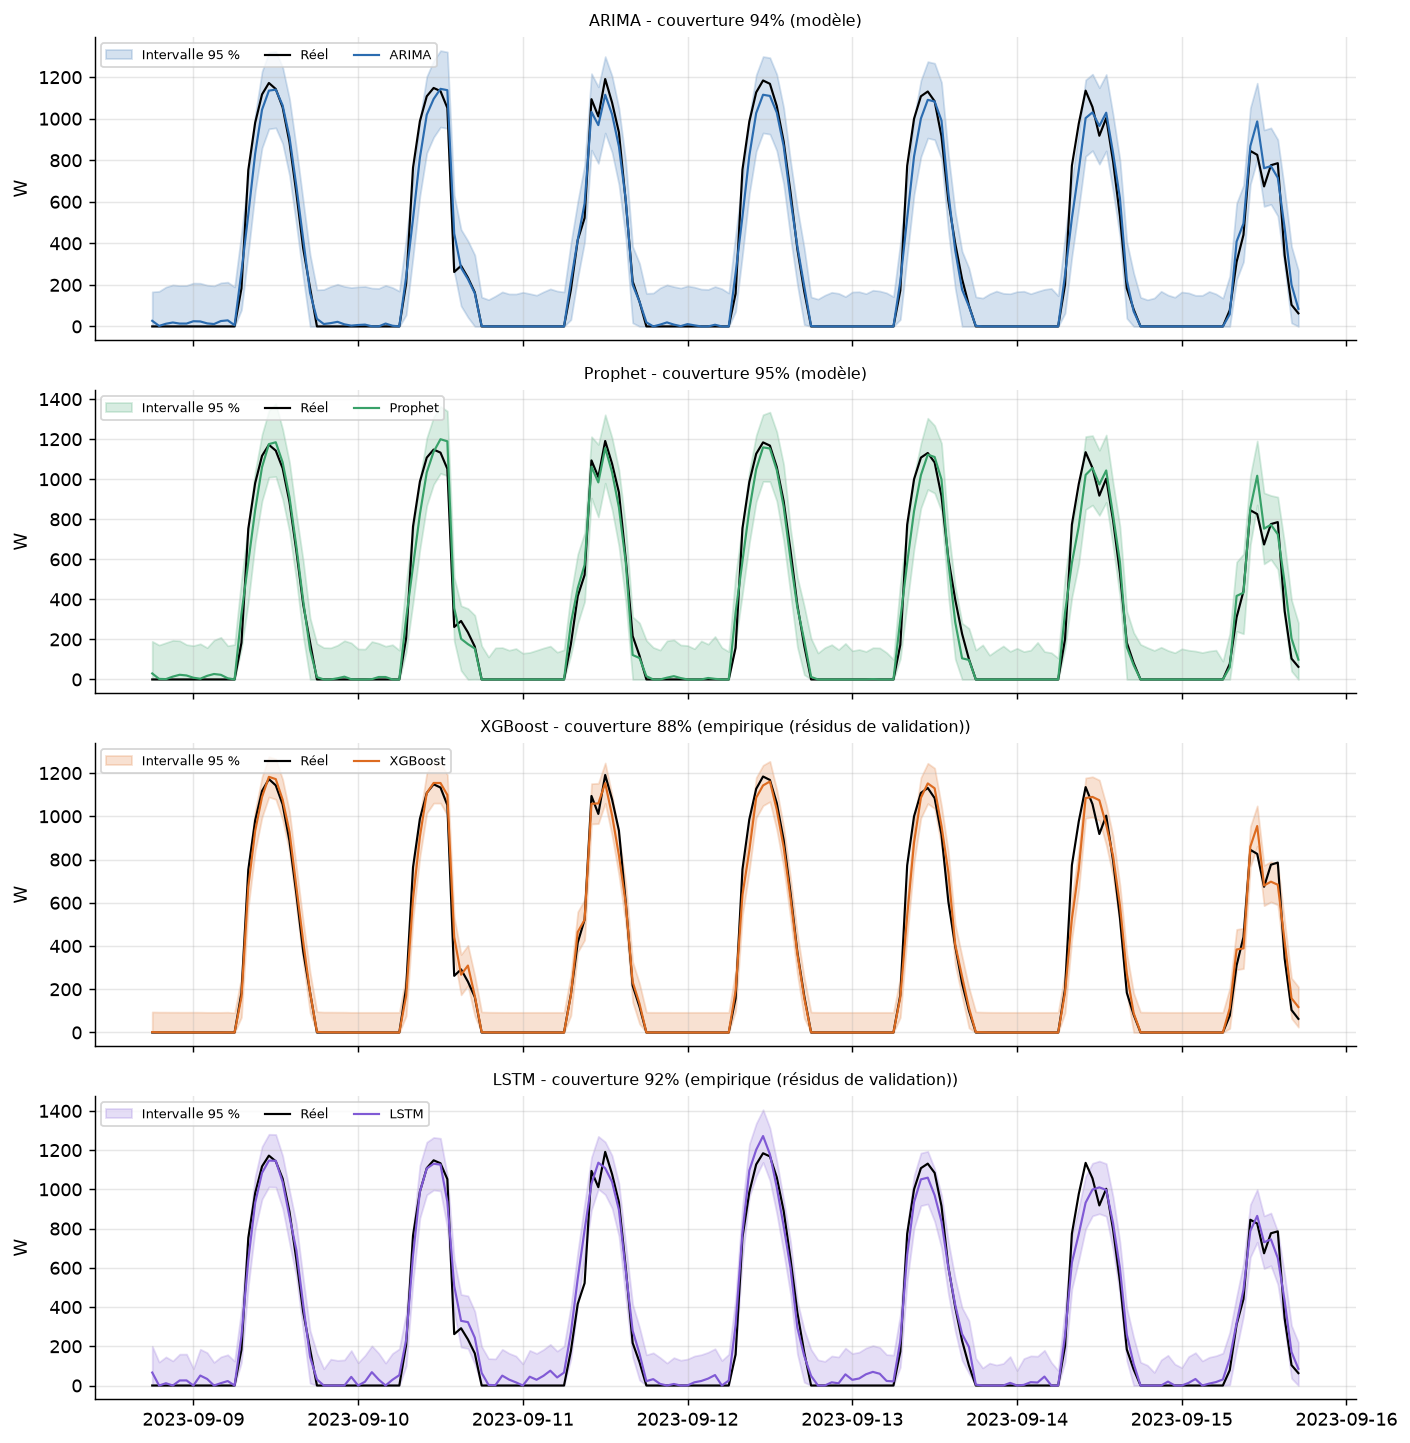 ARIMA - couverture 94% (modèle)
Intervalle 95 % Réel ARIMA
1200
1000
800
600
400
200
0
W
Prophet - couverture 95% (modèle)
Intervalle 95 % Réel Prophet
1400
1200
1000
800
600
400
200
0
W
XGBoost - couverture 88% (empirique (résidus de validation))
Intervalle 95 % Réel XGBoost
1200
1000
800
600
400
200
0
W
LSTM - couverture 92% (empirique (résidus de validation))
Intervalle 95 % Réel LSTM
1400
1200
1000
800
600
400
200
0
W
2023-09-09 2023-09-10 2023-09-11 2023-09-12 2023-09-13 2023-09-14 2023-09-15 2023-09-16